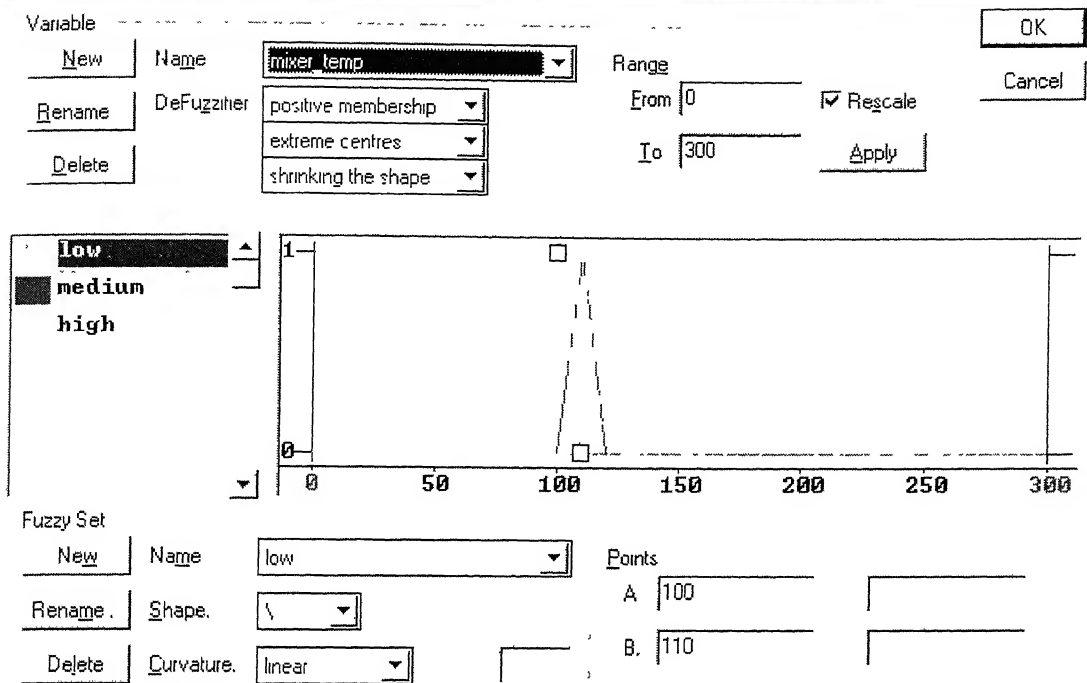 Variable
New Name mixer_temp Range OK
Rename DeFuzzifier positive membership From 0 Rescale Cancel
extreme centres
Delete shrinking the shape To 300 Apply
low
medium
high
1
0
0 50 100 150 200 250 300
Fuzzy Set
New Name low Points
A 100
Rename. Shape. \
B. 110
Delete Curvature. linear